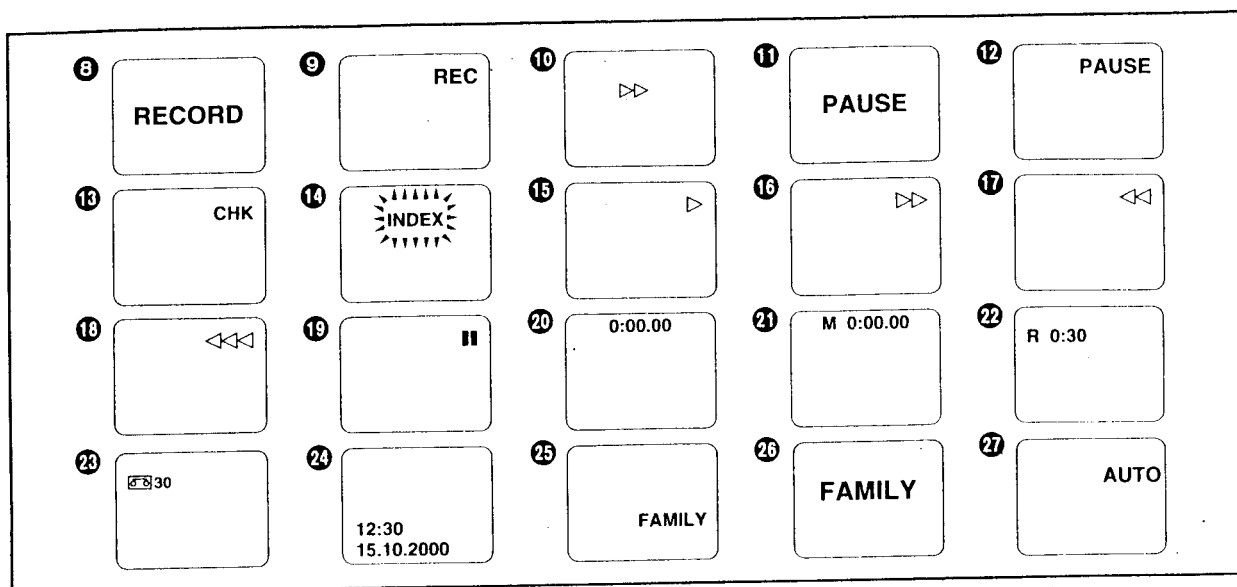 8 RECORD
9 REC
10 ▷▷
11 PAUSE
12 PAUSE
13 CHK
14 INDEX
15 ▷
16 ▷▷
17 ◁◁
18 ◁◁◁
19 ❚❚
20 0:00.00
21 M 0:00.00
22 R 0:30
23 30
24 12:30
15.10.2000
25 FAMILY
26 FAMILY
27 AUTO